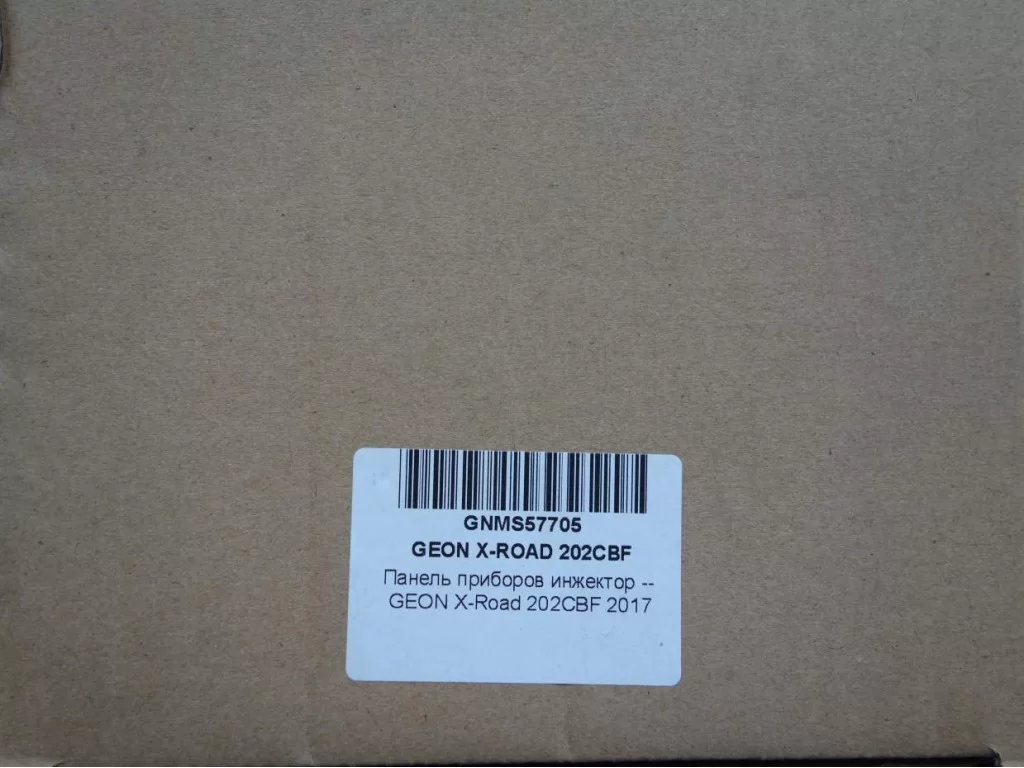 GNMS57705
GEON X-ROAD 202CBF
Панель приборов инжектор --
GEON X-Road 202CBF 2017